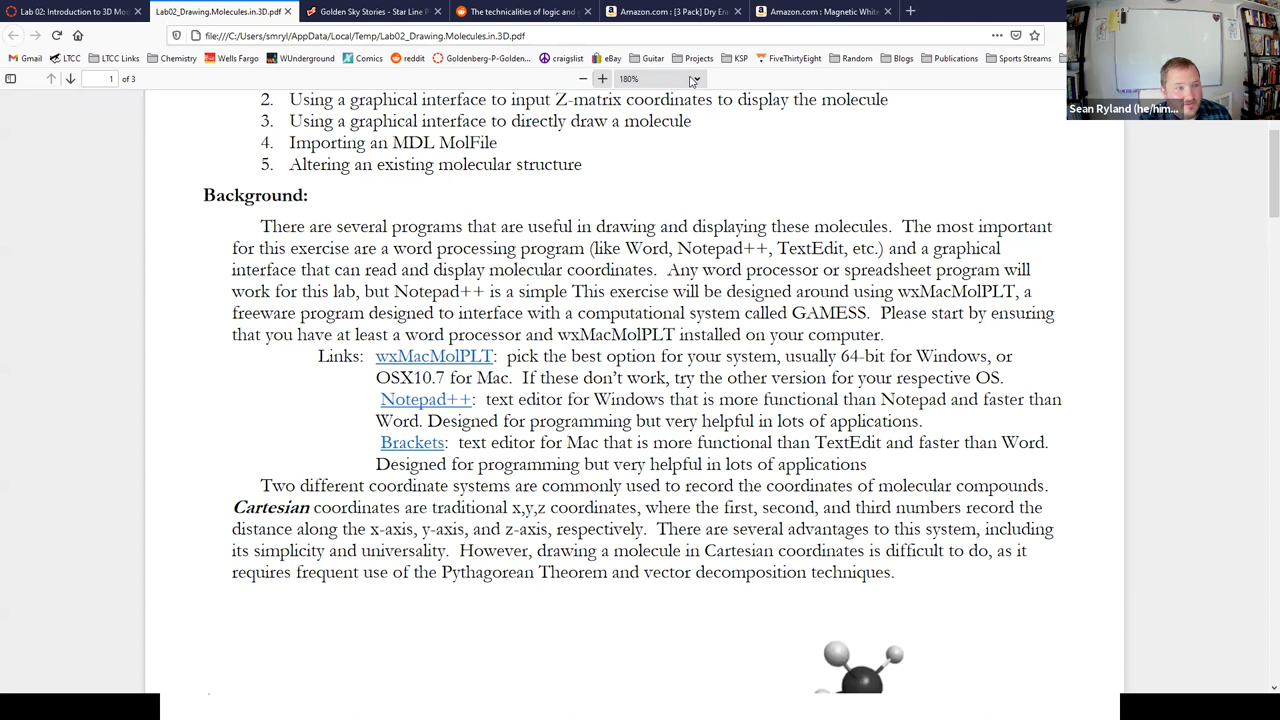 Lab 02: Introduction to 3D Mod
Lab02_Drawing.Molecules.in.3D.pdf
Golden Sky Stories - Star Line P
The technicalities of logic and
Amazon.com : [3 Pack] Dry Era
Amazon.com : Magnetic White
file:///C:/Users/smryl/AppData/Local/Temp/Lab02_Drawing.Molecules.in.3D.pdf
Gmail LTCC LTCC Links Chemistry Wells Fargo WUnderground Comics reddit Goldenberg-P-Golden... craigslist eBay Guitar Projects KSP FiveThirtyEight Random Blogs Publications Sports Streams
1 of 3 180%
Sean Ryland (he/him...
2. Using a graphical interface to input Z-matrix coordinates to display the molecule
3. Using a graphical interface to directly draw a molecule
4. Importing an MDL MolFile
5. Altering an existing molecular structure
Background:
There are several programs that are useful in drawing and displaying these molecules. The most important
for this exercise are a word processing program (like Word, Notepad++, TextEdit, etc.) and a graphical
interface that can read and display molecular coordinates. Any word processor or spreadsheet program will
work for this lab, but Notepad++ is a simple This exercise will be designed around using wxMacMolPLT, a
freeware program designed to interface with a computational system called GAMESS. Please start by ensuring
that you have at least a word processor and wxMacMolPLT installed on your computer.
Links: wxMacMolPLT: pick the best option for your system, usually 64-bit for Windows, or
OSX10.7 for Mac. If these don't work, try the other version for your respective OS.
Notepad++: text editor for Windows that is more functional than Notepad and faster than
Word. Designed for programming but very helpful in lots of applications.
Brackets: text editor for Mac that is more functional than TextEdit and faster than Word.
Designed for programming but very helpful in lots of applications
Two different coordinate systems are commonly used to record the coordinates of molecular compounds.
Cartesian coordinates are traditional x,y,z coordinates, where the first, second, and third numbers record the
distance along the x-axis, y-axis, and z-axis, respectively. There are several advantages to this system, including
its simplicity and universality. However, drawing a molecule in Cartesian coordinates is difficult to do, as it
requires frequent use of the Pythagorean Theorem and vector decomposition techniques.